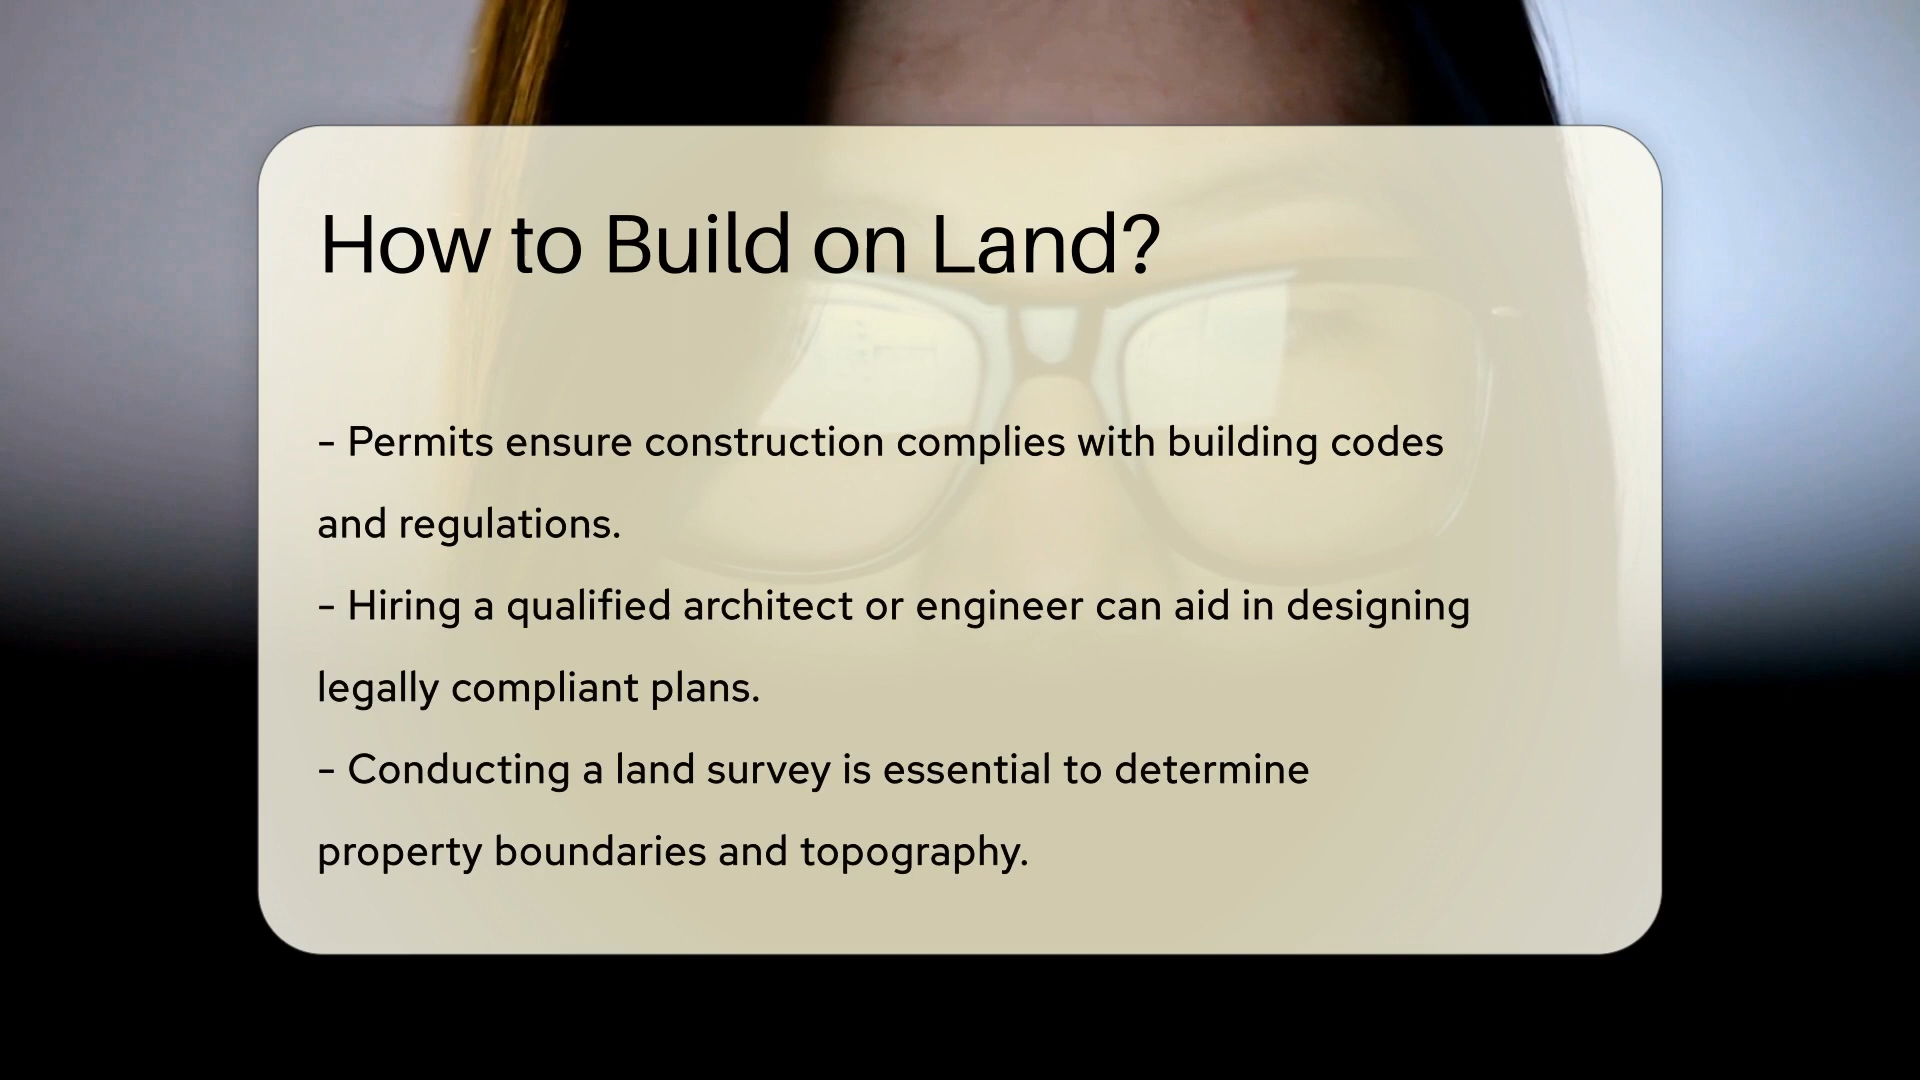 How to Build on Land?
- Permits ensure construction complies with building codes
and regulations.
- Hiring a qualified architect or engineer can aid in designing
legally compliant plans.
- Conducting a land survey is essential to determine
property boundaries and topography.